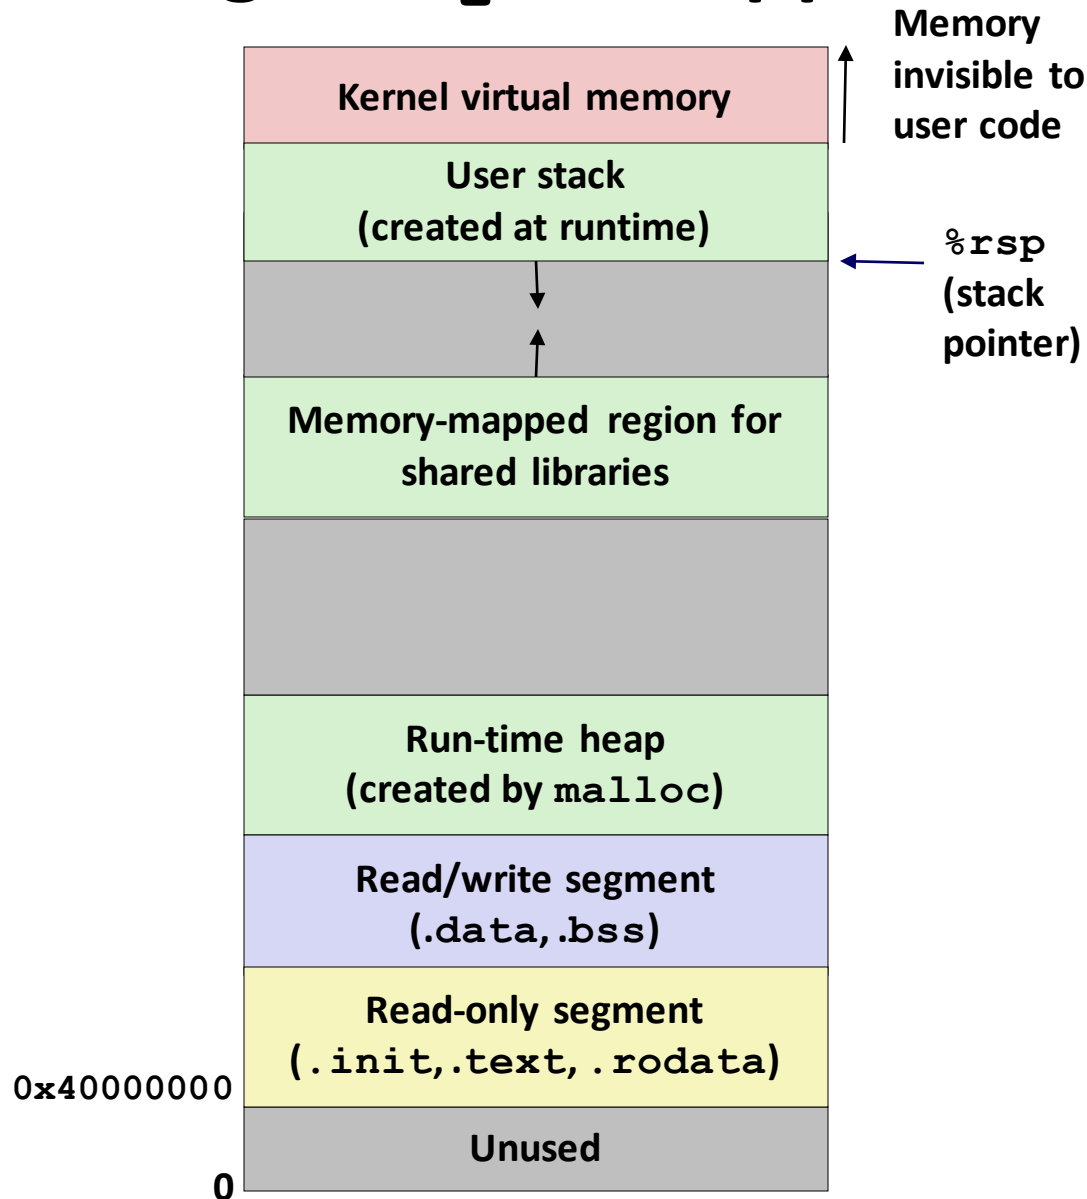 Memory
invisible to
user code
Kernel virtual memory
User stack
(created at runtime)
%rsp
(stack
pointer)
Memory-mapped region for
shared libraries
Run-time heap
(created by malloc)
Read/write segment
(.data, .bss)
Read-only segment
(.init, .text, .rodata)
0x40000000
Unused
0